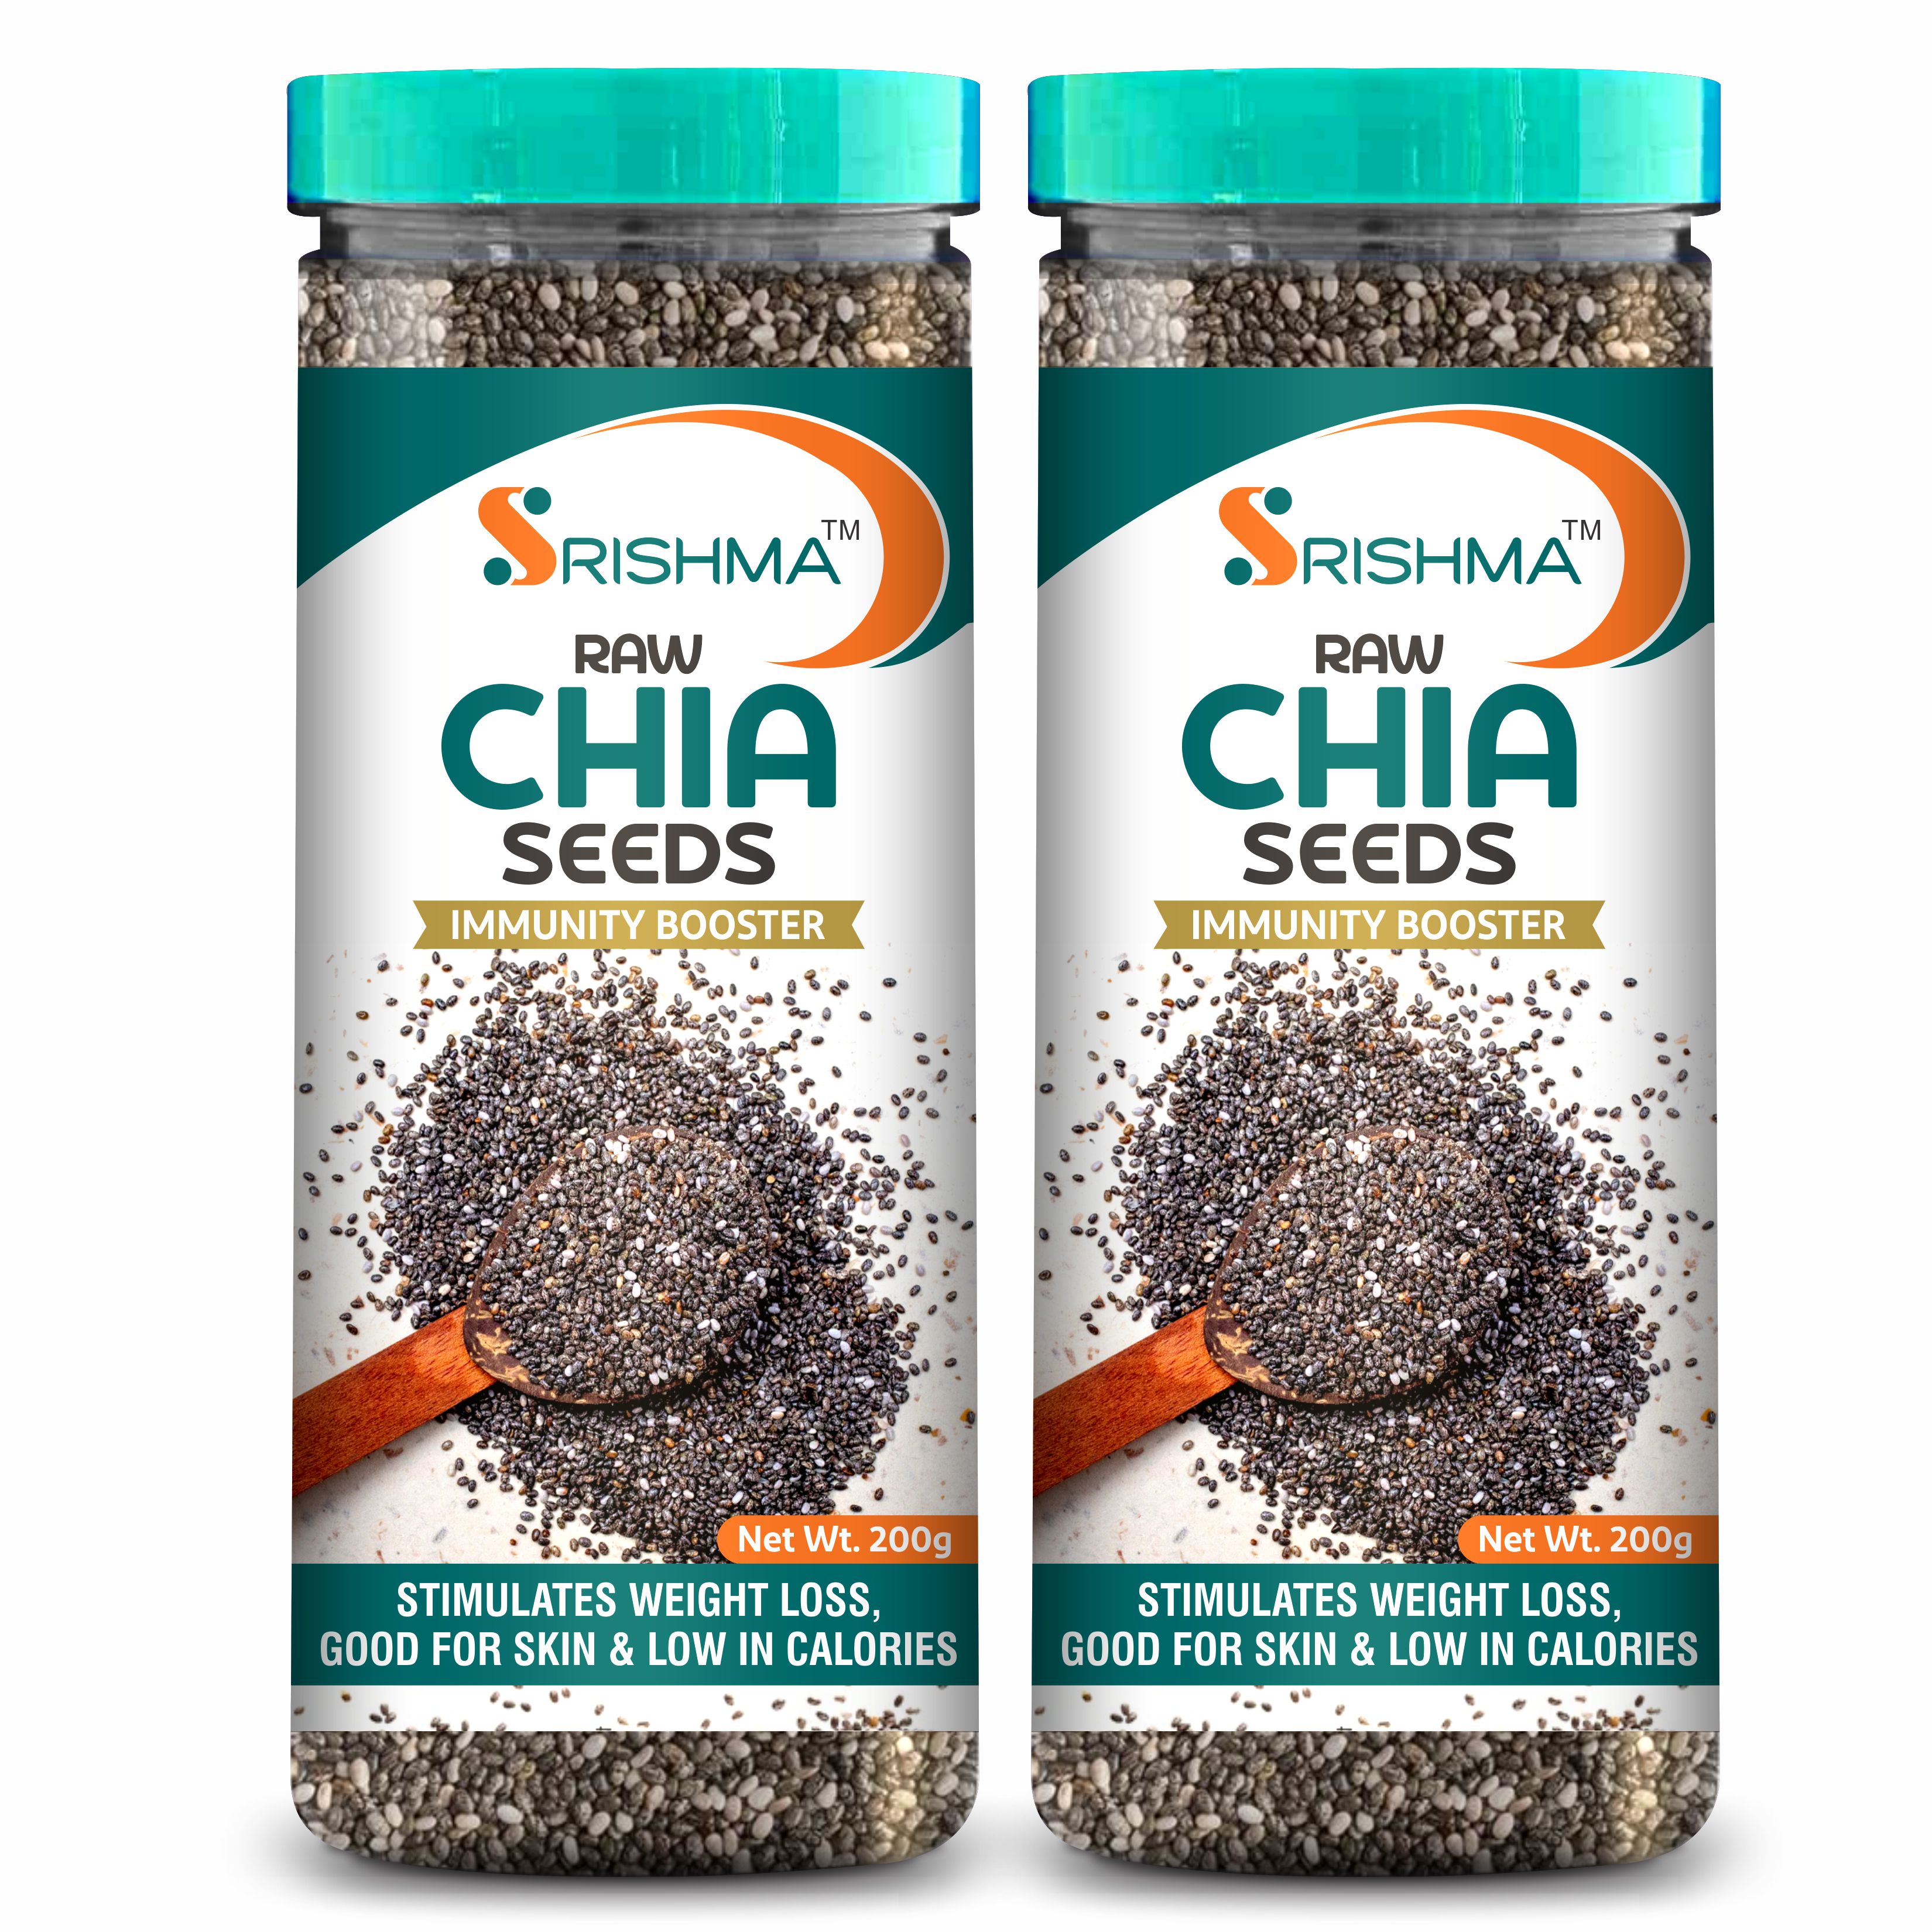 SRISHMA™
RAW
CHIA
SEEDS
IMMUNITY BOOSTER
Net Wt. 200g
STIMULATES WEIGHT LOSS,
GOOD FOR SKIN & LOW IN CALORIES
SRISHMA™
RAW
CHIA
SEEDS
IMMUNITY BOOSTER
Net Wt. 200g
STIMULATES WEIGHT LOSS,
GOOD FOR SKIN & LOW IN CALORIES